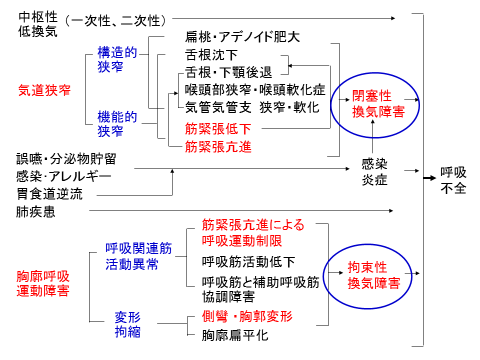 中枢性
低換気
(一次性、二次性)
気道狭窄
構造的
狭窄
機能的
狭窄
扁桃・アデノイド肥大
舌根沈下
舌根・下顎後退
喉頭部狭窄・喉頭軟化症
気管気管支 狭窄・軟化
筋緊張低下
筋緊張亢進
閉塞性
換気障害
誤嚥・分泌物貯留
感染・アレルギー
胃食道逆流
感染
炎症
呼吸
不全
肺疾患
胸廓呼吸
運動障害
呼吸関連筋
活動異常
変形
拘縮
筋緊張亢進による
呼吸運動制限
呼吸筋活動低下
呼吸筋と補助呼吸筋
協調障害
側彎・胸郭変形
胸廓扁平化
拘束性
換気障害